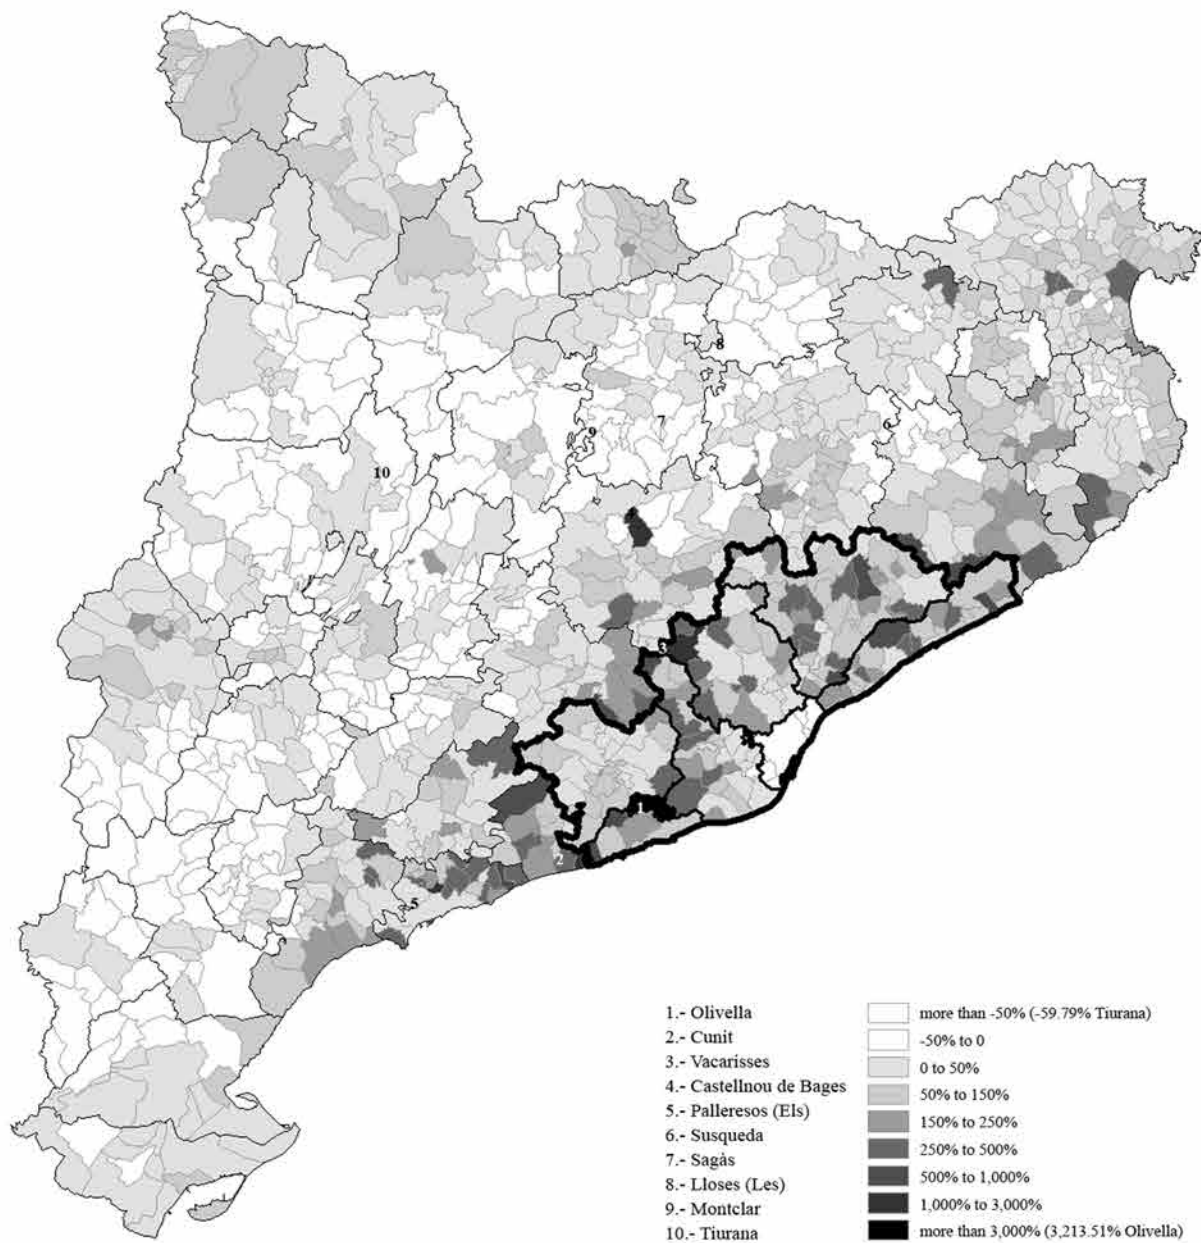 8
7
9
6
10
4
3
1
2
5
1.- Olivella
2.- Cunit
3.- Vacarisses
4.- Castellnou de Bages
5.- Palleresos (Els)
6.- Susqueda
7.- Sagàs
8.- Lloses (Les)
9.- Montclar
10.- Tiurana
more than -50% (-59.79% Tiurana)
-50% to 0
0 to 50%
50% to 150%
150% to 250%
250% to 500%
500% to 1,000%
1,000% to 3,000%
more than 3,000% (3,213.51% Olivella)